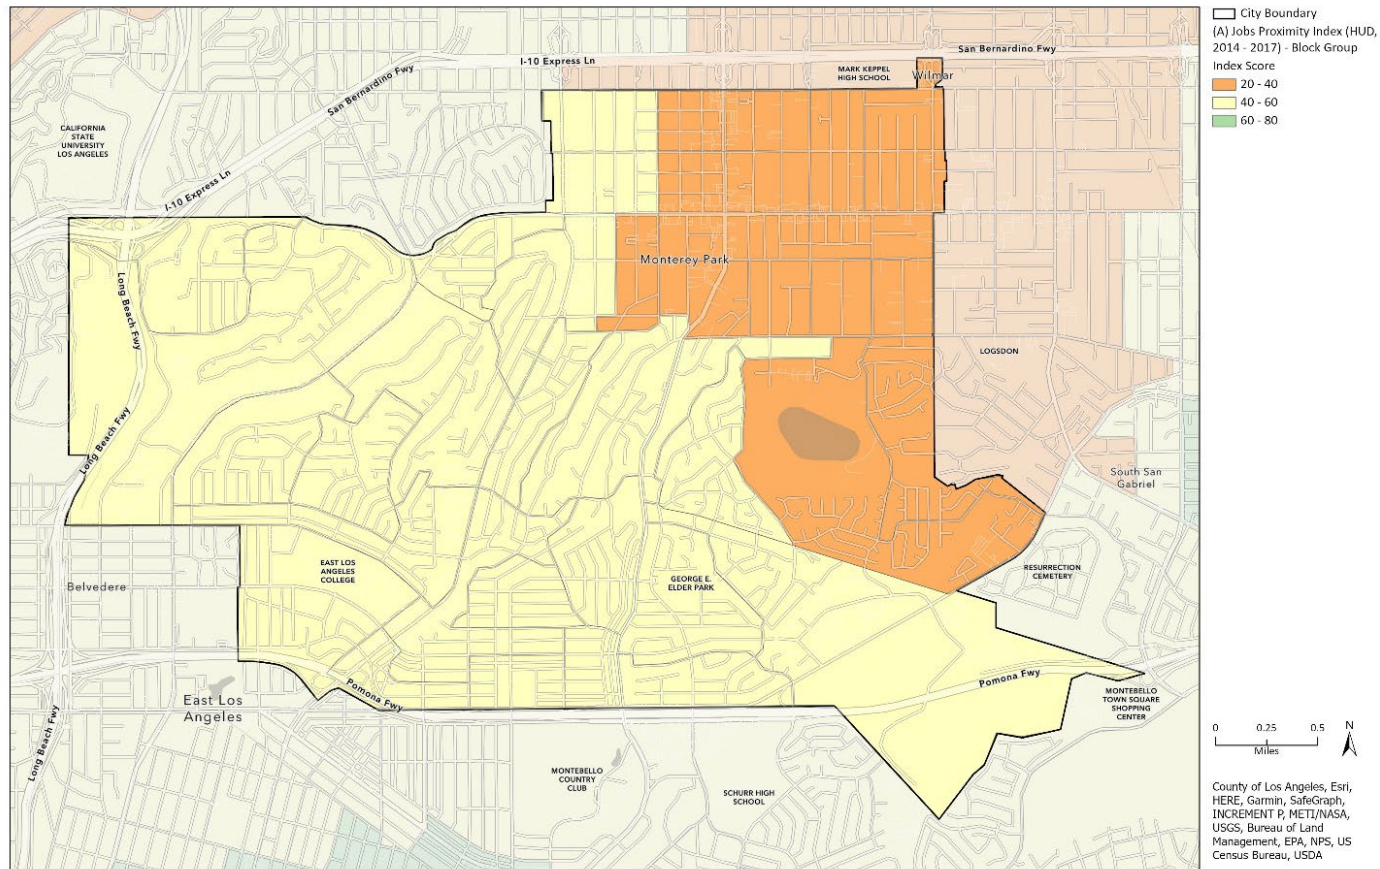 City Boundary
(A) Jobs Proximity Index (HUD,
2014 - 2017) - Block Group
Index Score
20 - 40
40 - 60
60 - 80
San Bernardino Fwy
I-10 Express Ln
San Bernardino Fwy
MARK KEPPEL
HIGH SCHOOL
Wilmar
CALIFORNIA
STATE
UNIVERSITY
LOS ANGELES
I-10 Express Ln
Monterey Park
Long Beach Fwy
LOGSDON
Long Beach Fwy
South San
Gabriel
EAST LOS
ANGELES
COLLEGE
GEORGE E.
ELDER PARK
RESURRECTION
CEMETERY
Belvedere
Pomona Fwy
Pomona Fwy
East Los
Angeles
MONTEBELLO
TOWN SQUARE
SHOPPING
CENTER
Long Beach Fwy
MONTEBELLO
COUNTRY
CLUB
SCHURR HIGH
SCHOOL
0 0.25 0.5
Miles
N
County of Los Angeles, Esri,
HERE, Garmin, SafeGraph,
INCREMENT P, METI/NASA,
USGS, Bureau of Land
Management, EPA, NPS, US
Census Bureau, USDA